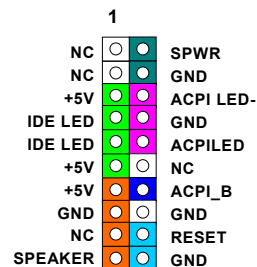 1
NC SPWR
NC GND
+5V ACPI LED-
IDE LED GND
IDE LED ACPILED
+5V NC
+5V ACPI_B
GND GND
NC RESET
SPEAKER GND